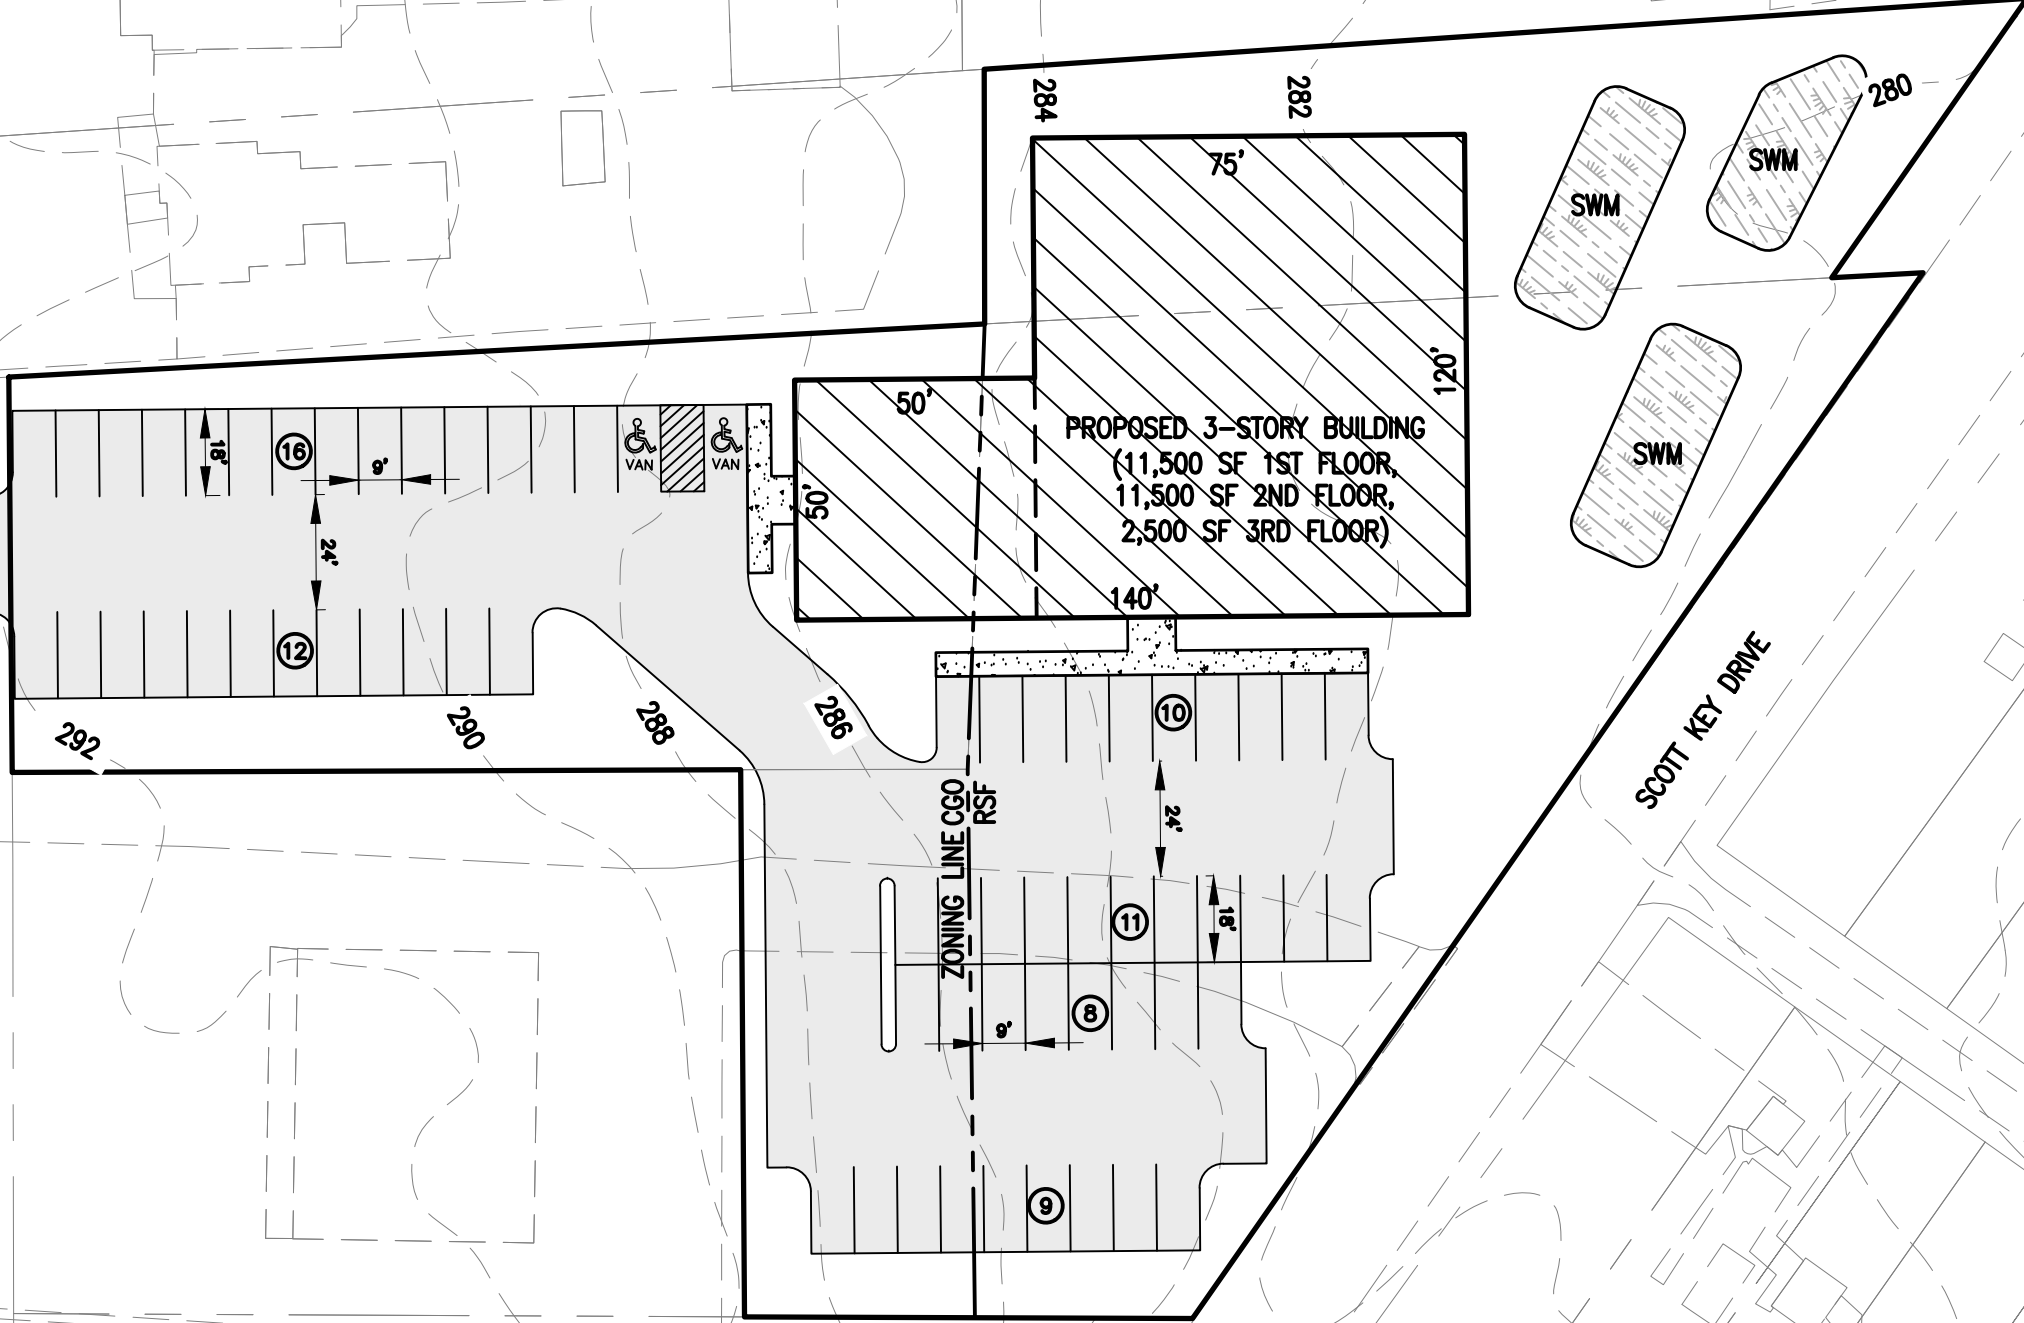 284
282
280
75'
SWM
SWM
SWM
120'
50'
50'
140'
PROPOSED 3-STORY BUILDING
(11,500 SF 1ST FLOOR,
11,500 SF 2ND FLOOR,
2,500 SF 3RD FLOOR)
16
18'
9'
VAN
VAN
24'
12
292
290
288
286
10
24'
ZONING LINE
CGO
RSF
11
18'
8
9'
9
SCOTT KEY DRIVE